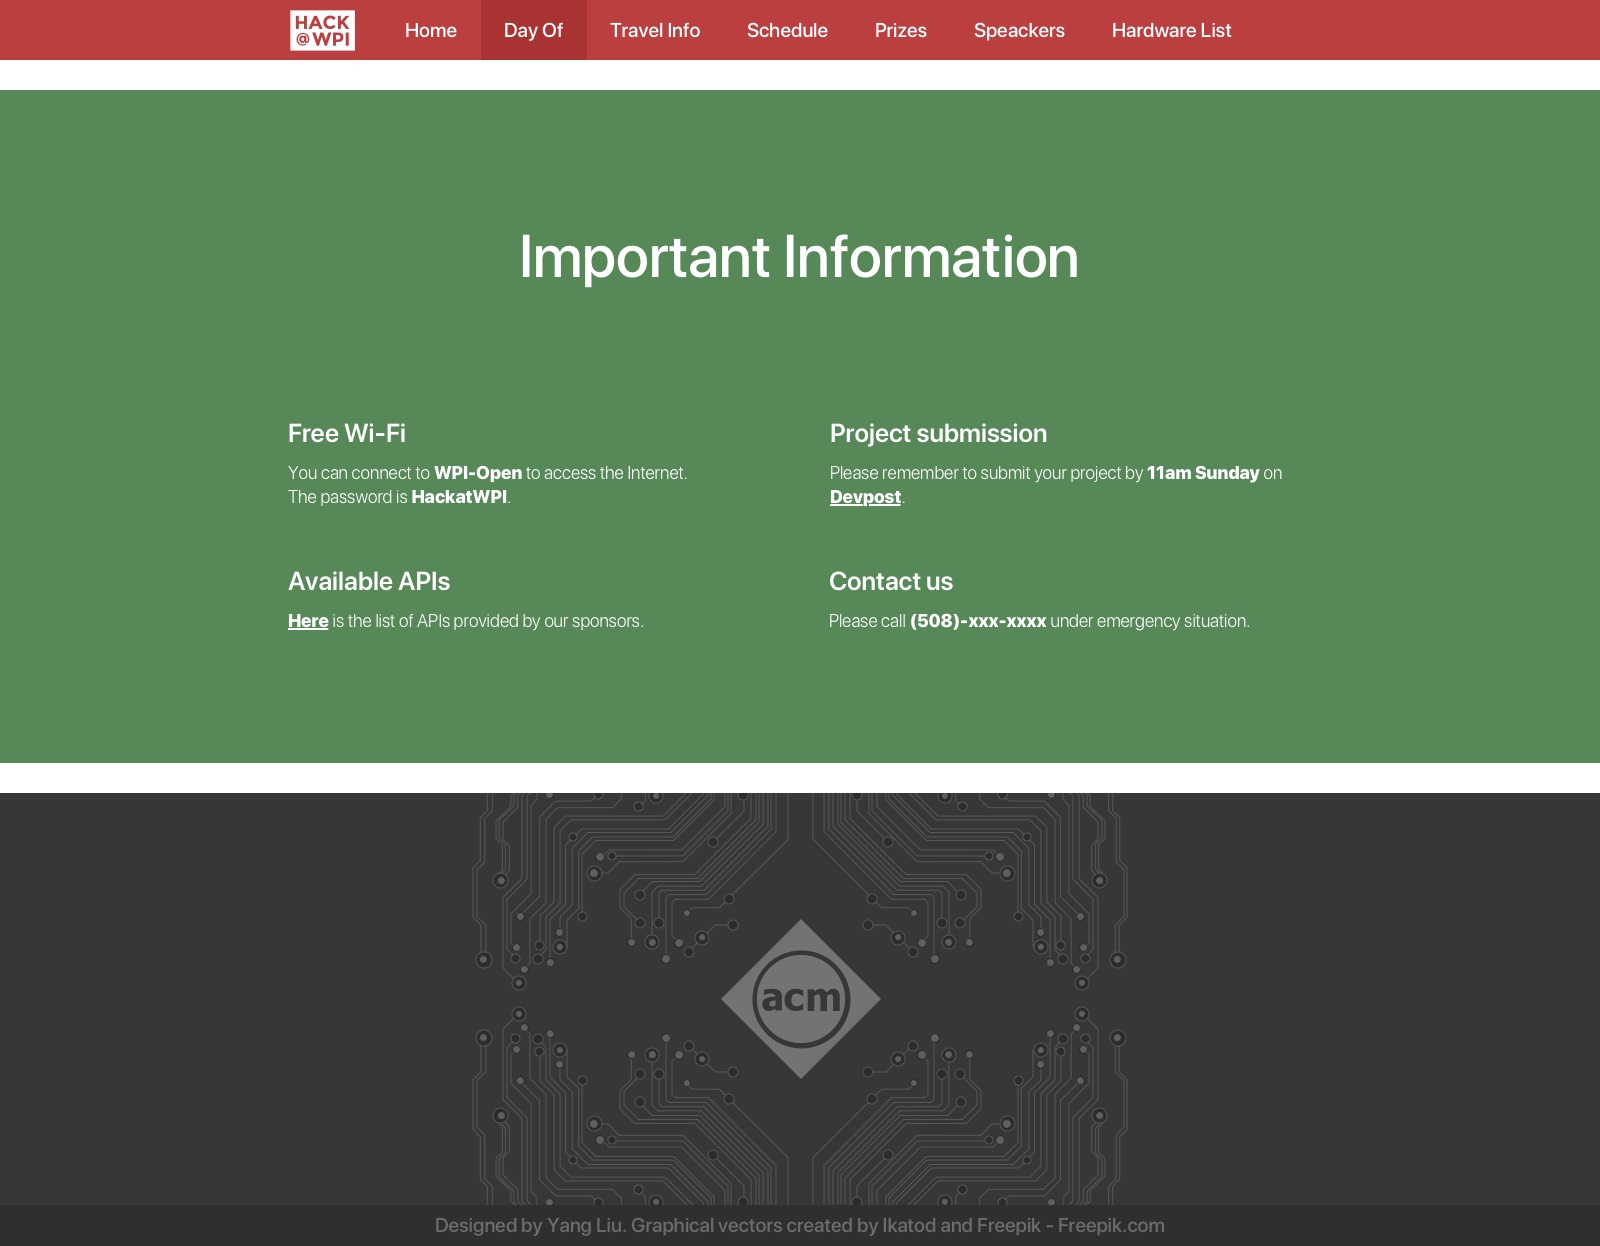 HACK
@WPI
Home Day Of Travel Info Schedule Prizes Speackers Hardware List
Important Information
Free Wi-Fi
You can connect to WPI-Open to access the Internet.
The password is HackatWPI.
Project submission
Please remember to submit your project by 11am Sunday on
Devpost.
Available APIs
Here is the list of APIs provided by our sponsors.
Contact us
Please call (508)-xxx-xxxx under emergency situation.
acm
Designed by Yang Liu. Graphical vectors created by Ikatod and Freepik - Freepik.com